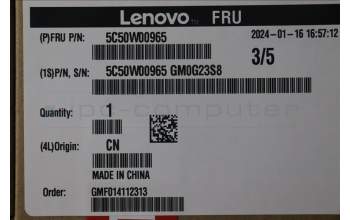 Lenovo FRU
(P)FRU P/N: 5C50W00965
2024-01-16 16:57:12
3/5
(1S)P/N, S/N: 5C50W00965 GM0G23S8
Quantity: 1
(4L)Origin: CN
MADE IN CHINA
Order: GMF014112313